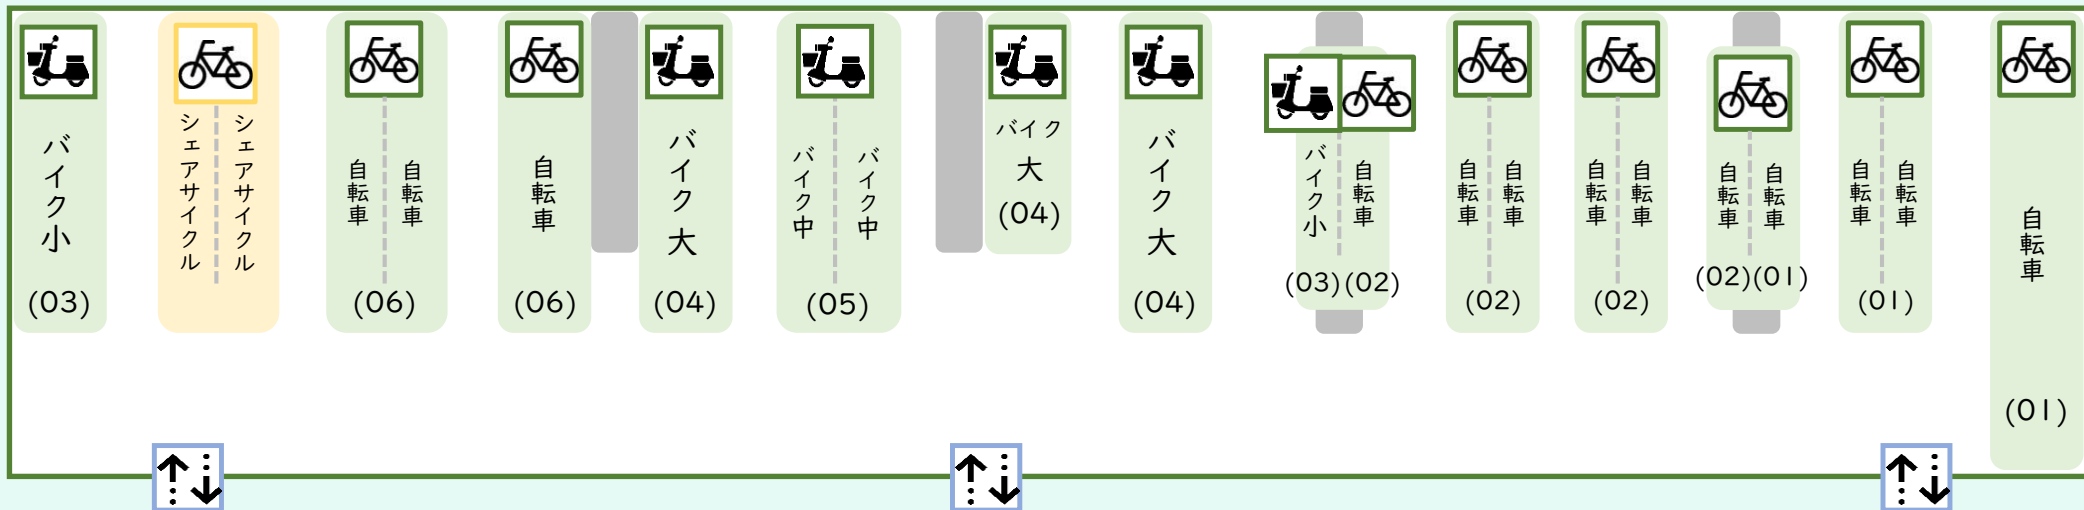 バイク小
(03)
シェアサイクル
シェアサイクル
自転車
自転車
(06)
自転車
(06)
バイク大
(04)
バイク中
バイク中
(05)
バイク
大
(04)
バイク大
(04)
バイク小
自転車
(03)(02)
自転車
自転車
(02)
自転車
自転車
(02)
自転車
自転車
(02)(01)
自転車
自転車
(01)
自転車
(01)